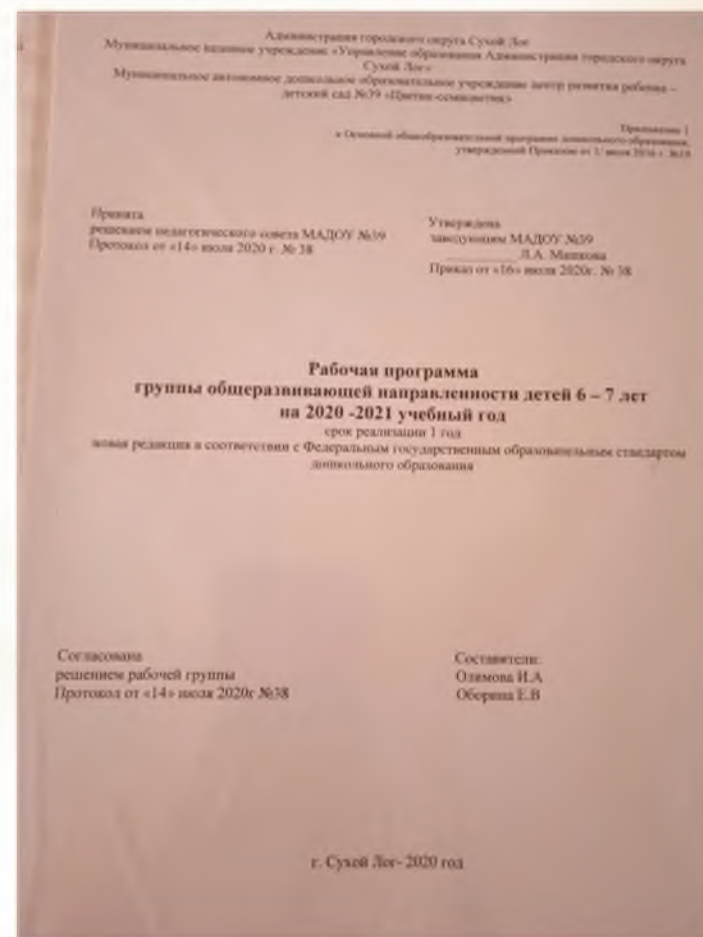 Администрация городского округа Сухой Лог
Муниципальное казенное учреждение «Управление образования Администрации городского округа
Сухой Лог»
Муниципальное автономное дошкольное образовательное учреждение центр развития ребенка –
детский сад №39 «Цветик-семицветик»
Приложение 1
к Основной общеобразовательной программе дошкольного образования,
утвержденной Приказом от июля г.
Принята
решением педагогического совета МАДОУ №39
Протокол от «14» июля 2020 г. № 38
Утверждена
заведующим МАДОУ №39
__________ Л.А. Машкова
Приказ от «16» июля 2020г. № 38
Рабочая программа
группы общеразвивающей направленности детей 6 – 7 лет
на 2020 -2021 учебный год
срок реализации 1 год
новая редакция в соответствии с Федеральным государственным образовательным стандартом
дошкольного образования
Согласована
решением рабочей группы
Протокол от «14» июля 2020г №38
Составители:
Олямова И.А
Оборина Е.В
г. Сухой Лог- 2020 год